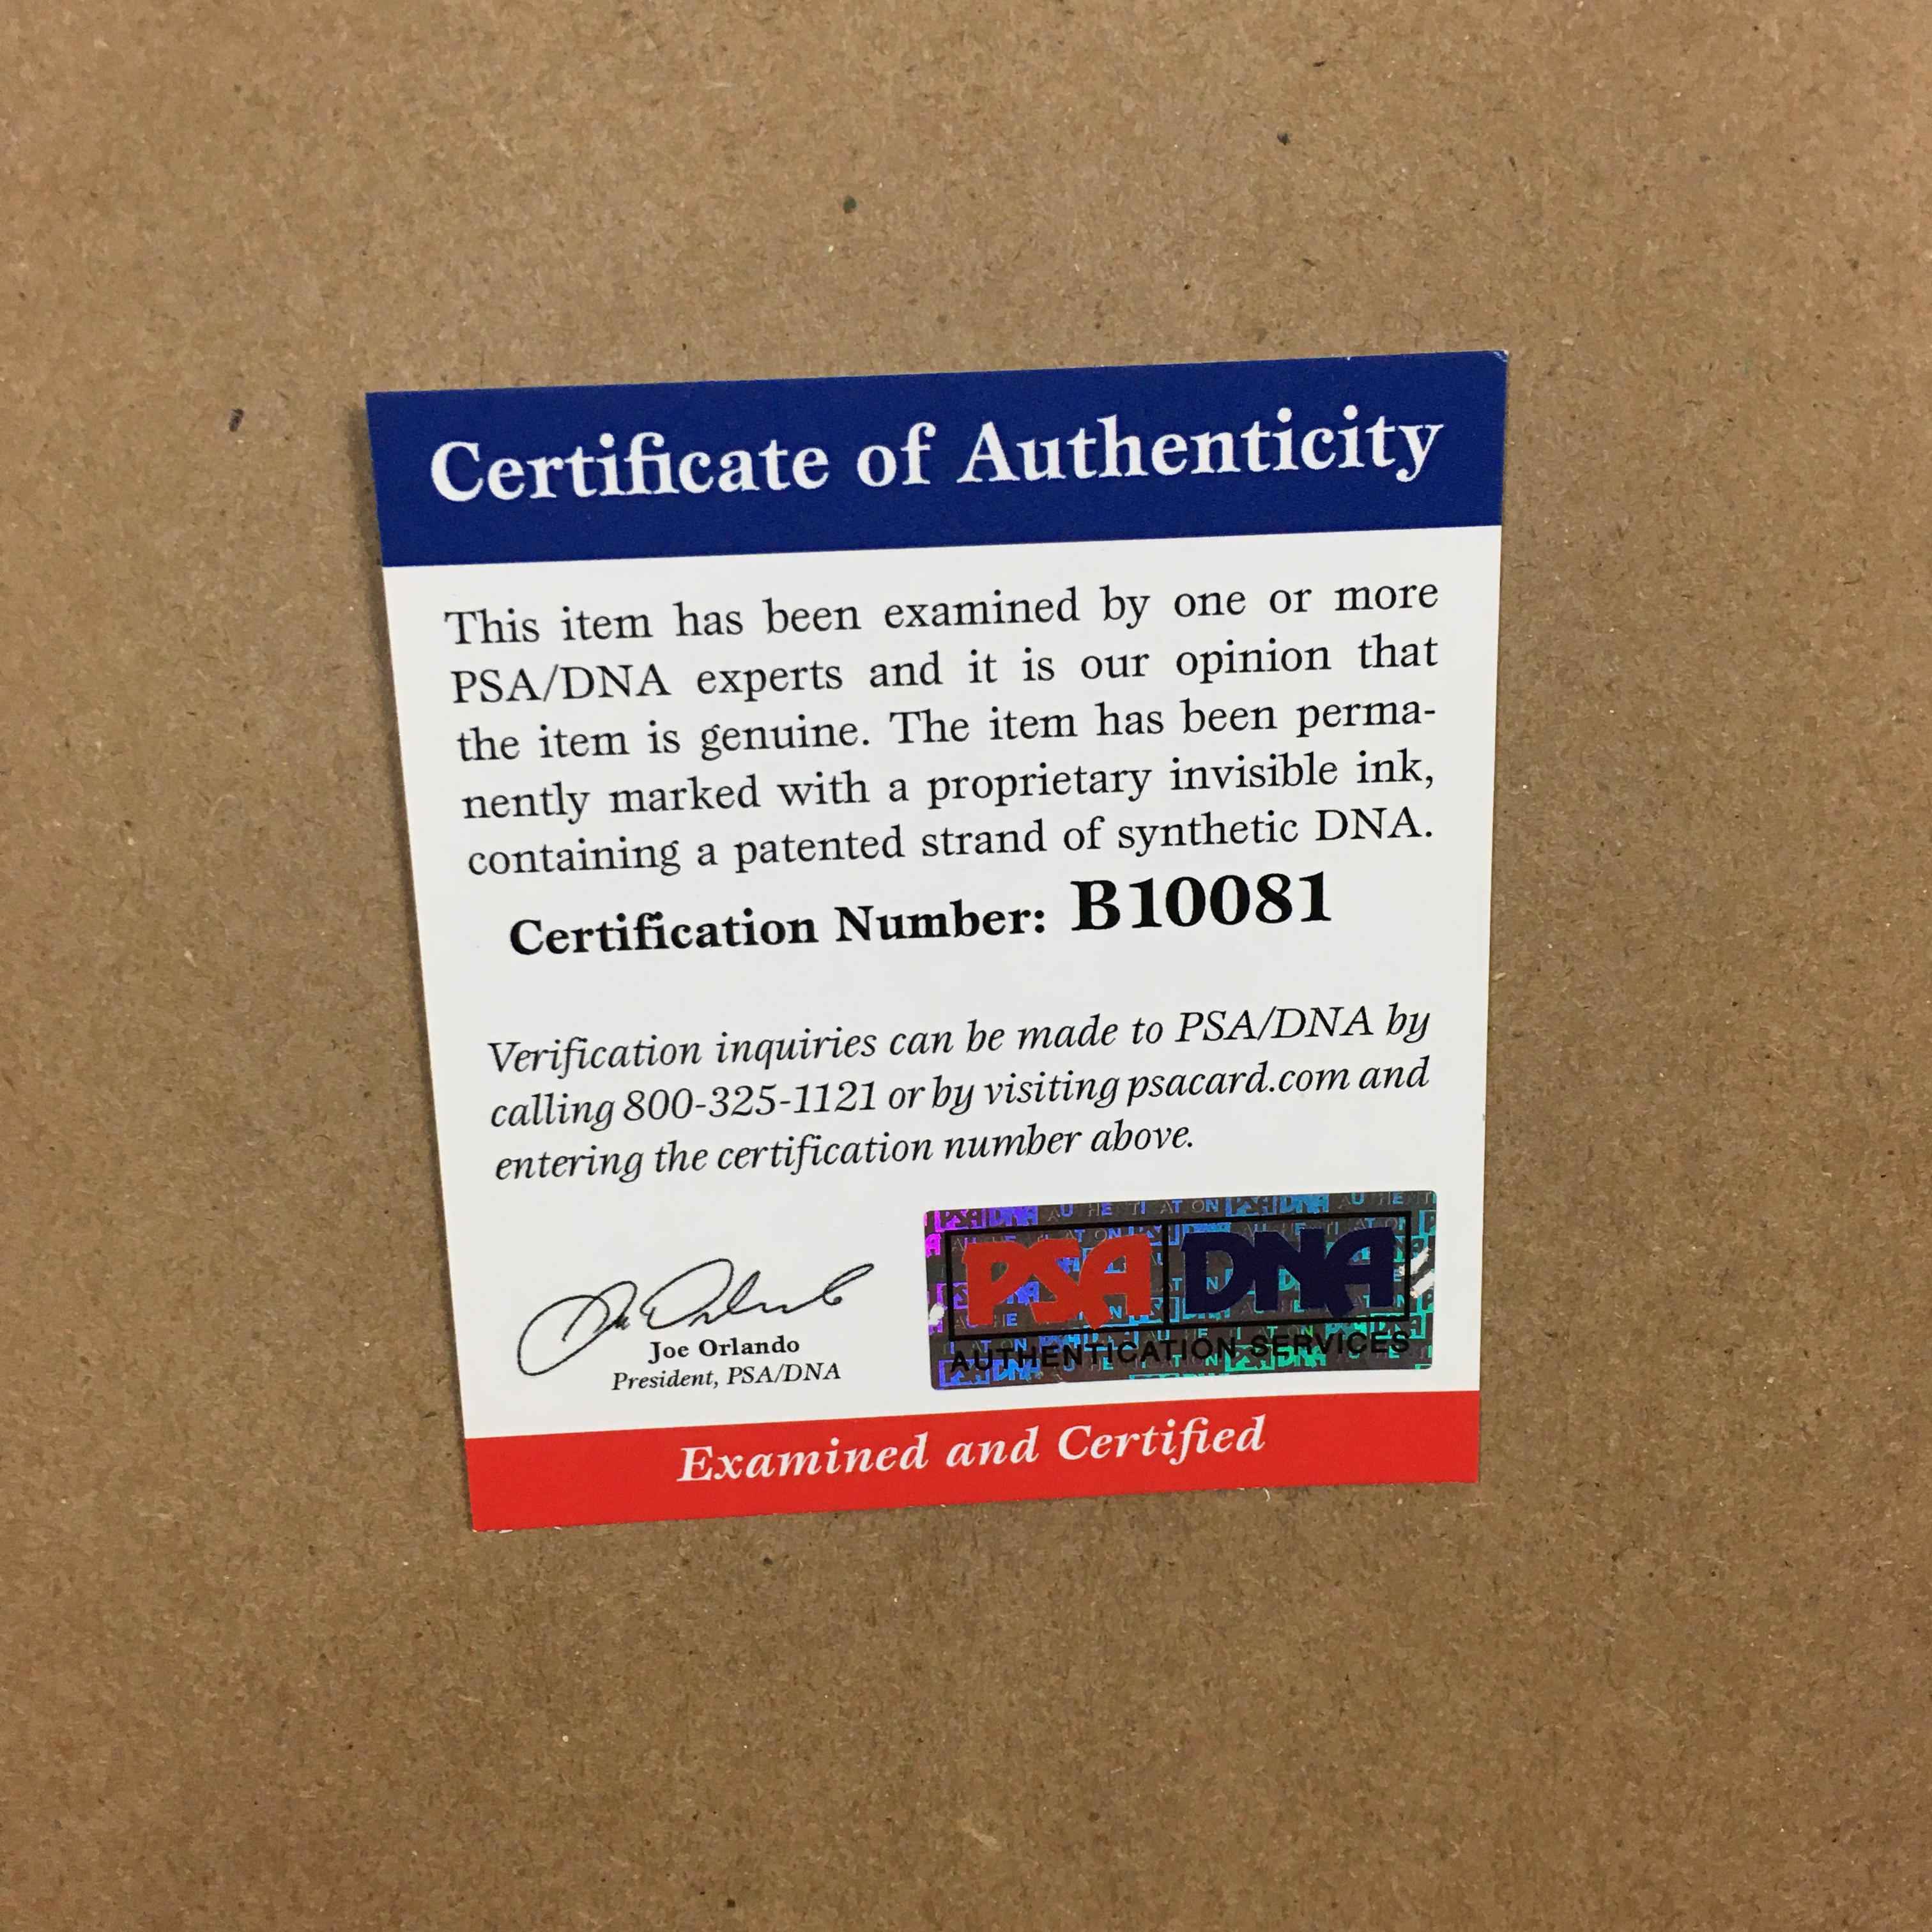 Certificate of Authenticity
This item has been examined by one or more
PSA/DNA experts and it is our opinion that
the item is genuine. The item has been perma-
nently marked with a proprietary invisible ink,
containing a patented strand of synthetic DNA.
Certification Number: B10081
Verification inquiries can be made to PSA/DNA by
calling 800-325-1121 or by visiting psacard.com and
entering the certification number above.
Joe Orlando
President, PSA/DNA
PSA DNA
AUTHENTICATION SERVICES
Examined and Certified